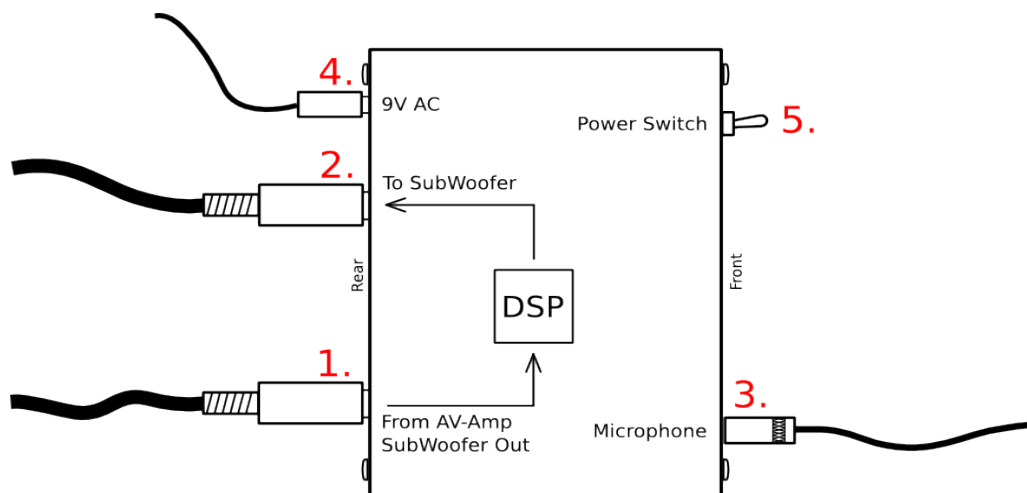 4.
9V AC
Power Switch
5.
2.
To SubWoofer
Rear
Front
DSP
1.
3.
From AV-Amp
SubWoofer Out
Microphone